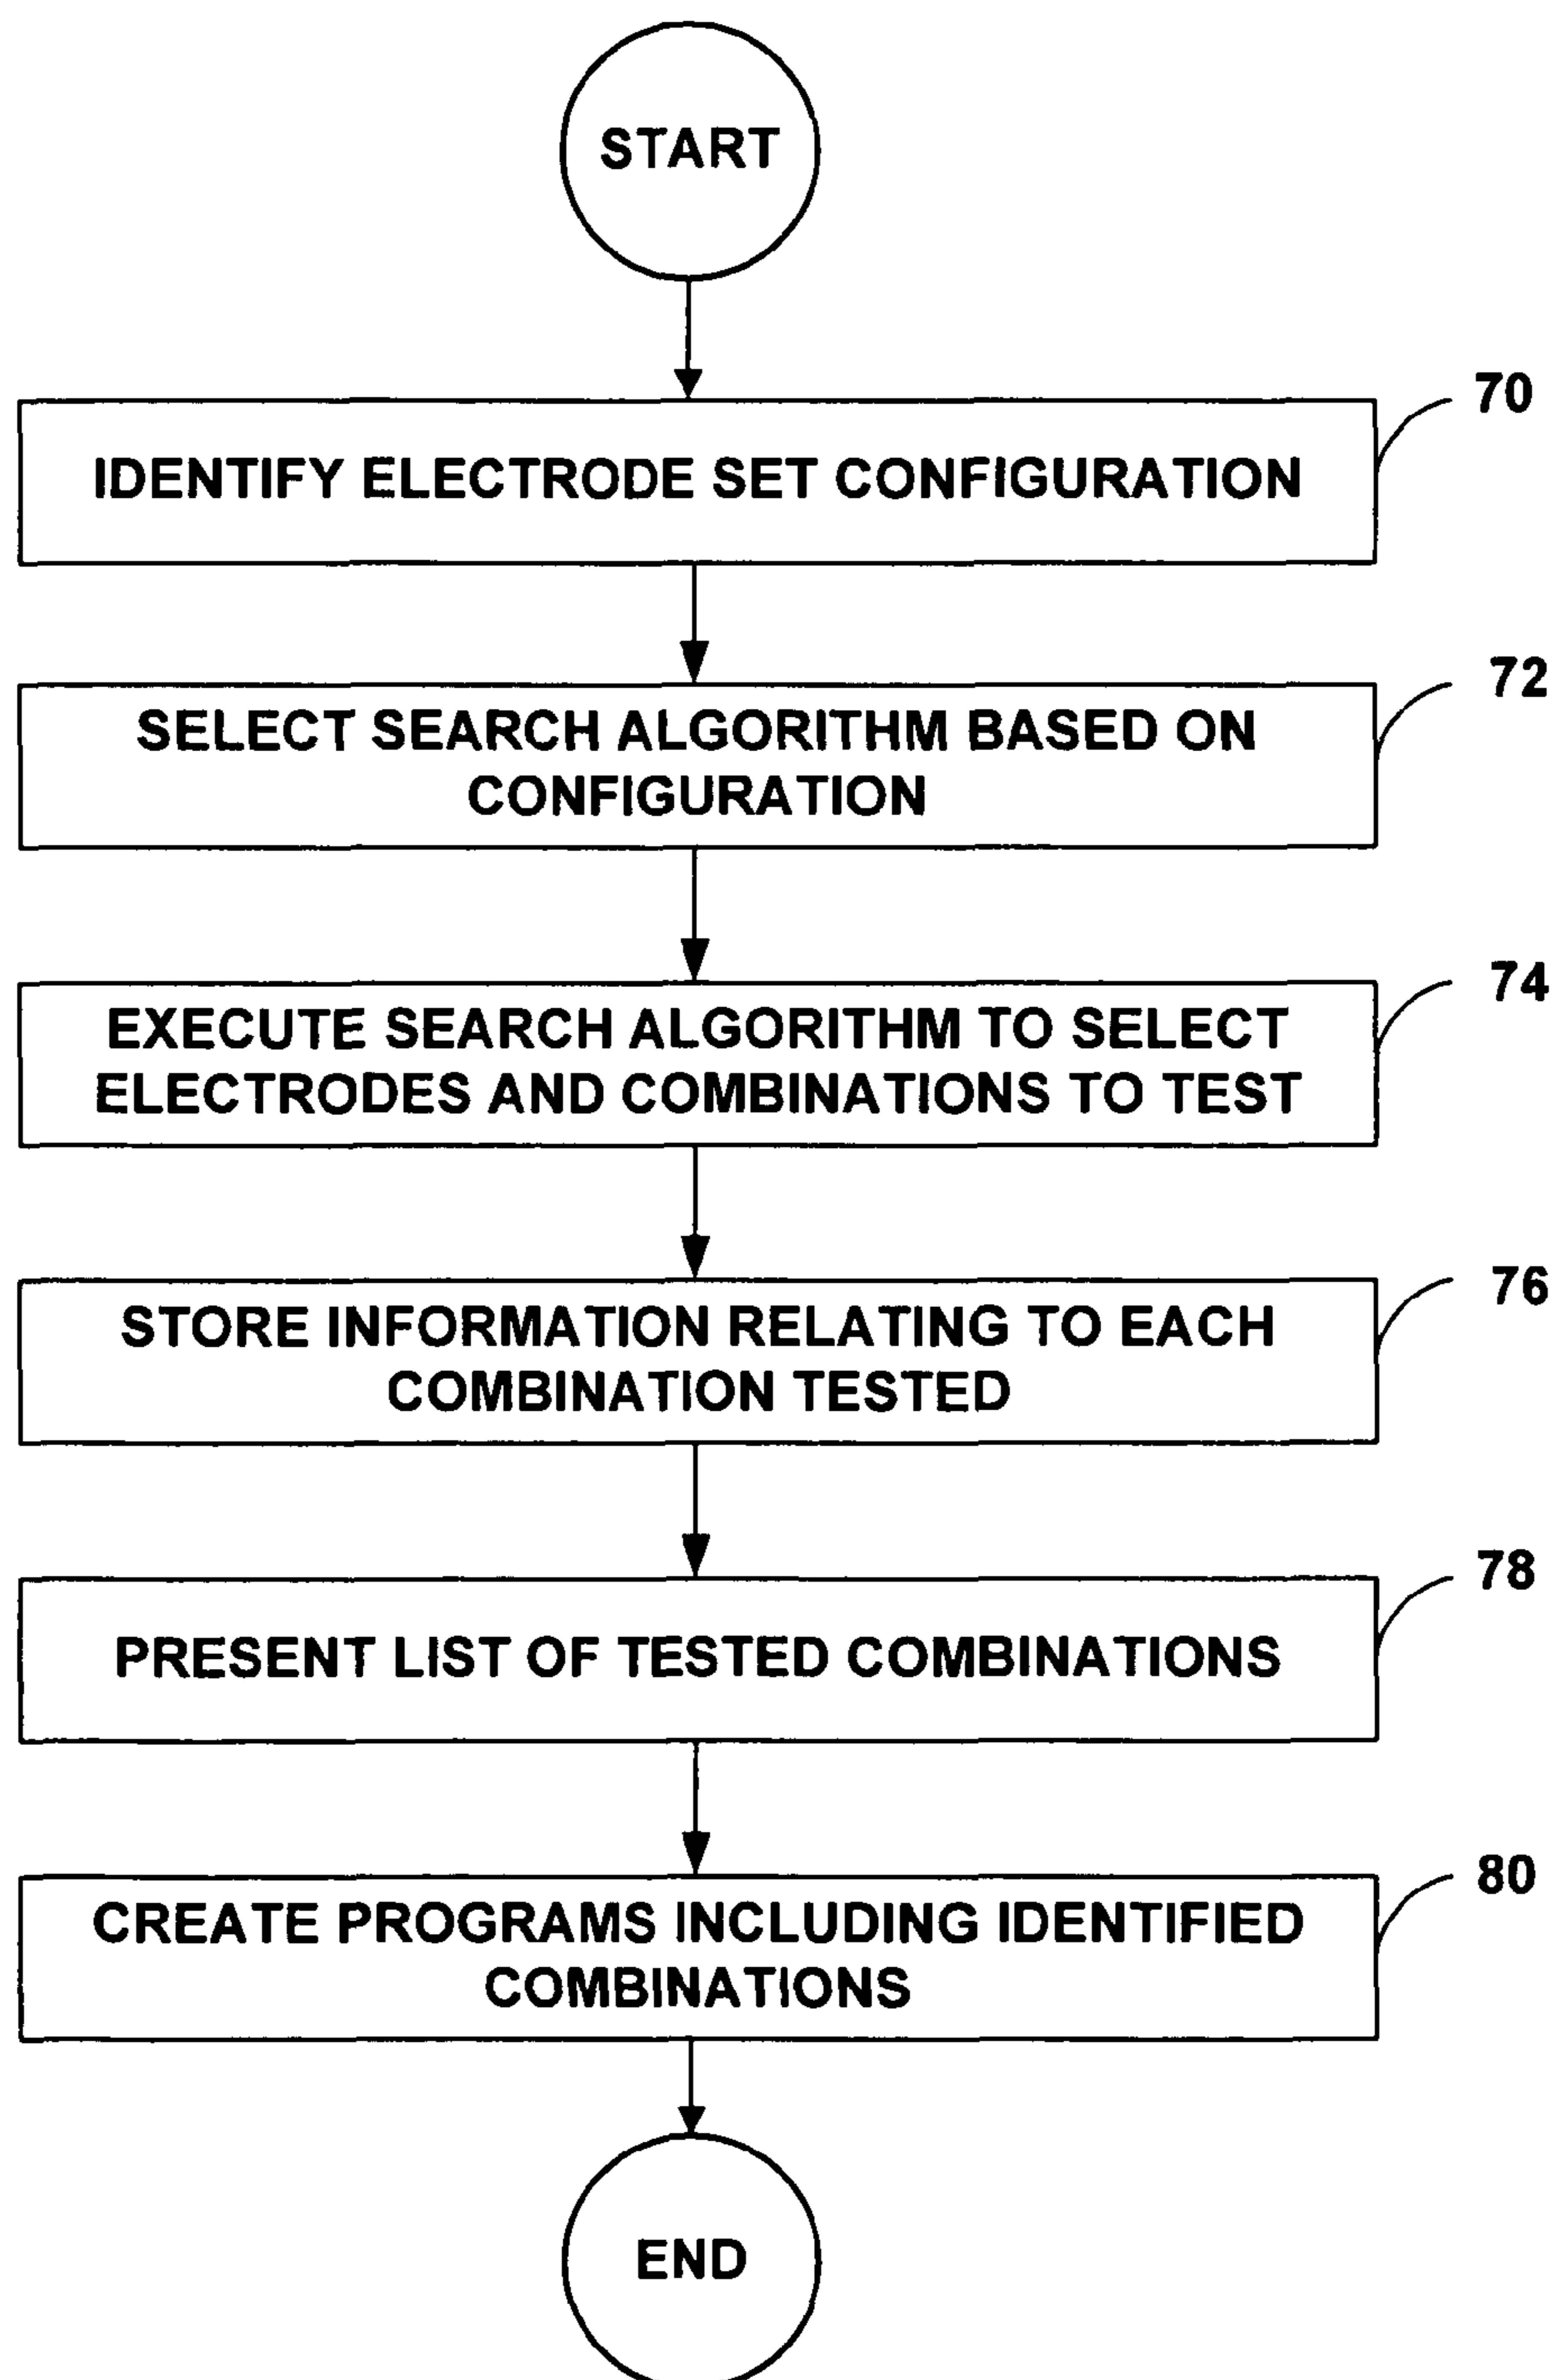 START
70
IDENTIFY ELECTRODE SET CONFIGURATION
72
SELECT SEARCH ALGORITHM BASED ON
CONFIGURATION
74
EXECUTE SEARCH ALGORITHM TO SELECT
ELECTRODES AND COMBINATIONS TO TEST
76
STORE INFORMATION RELATING TO EACH
COMBINATION TESTED
78
PRESENT LIST OF TESTED COMBINATIONS
80
CREATE PROGRAMS INCLUDING IDENTIFIED
COMBINATIONS
END